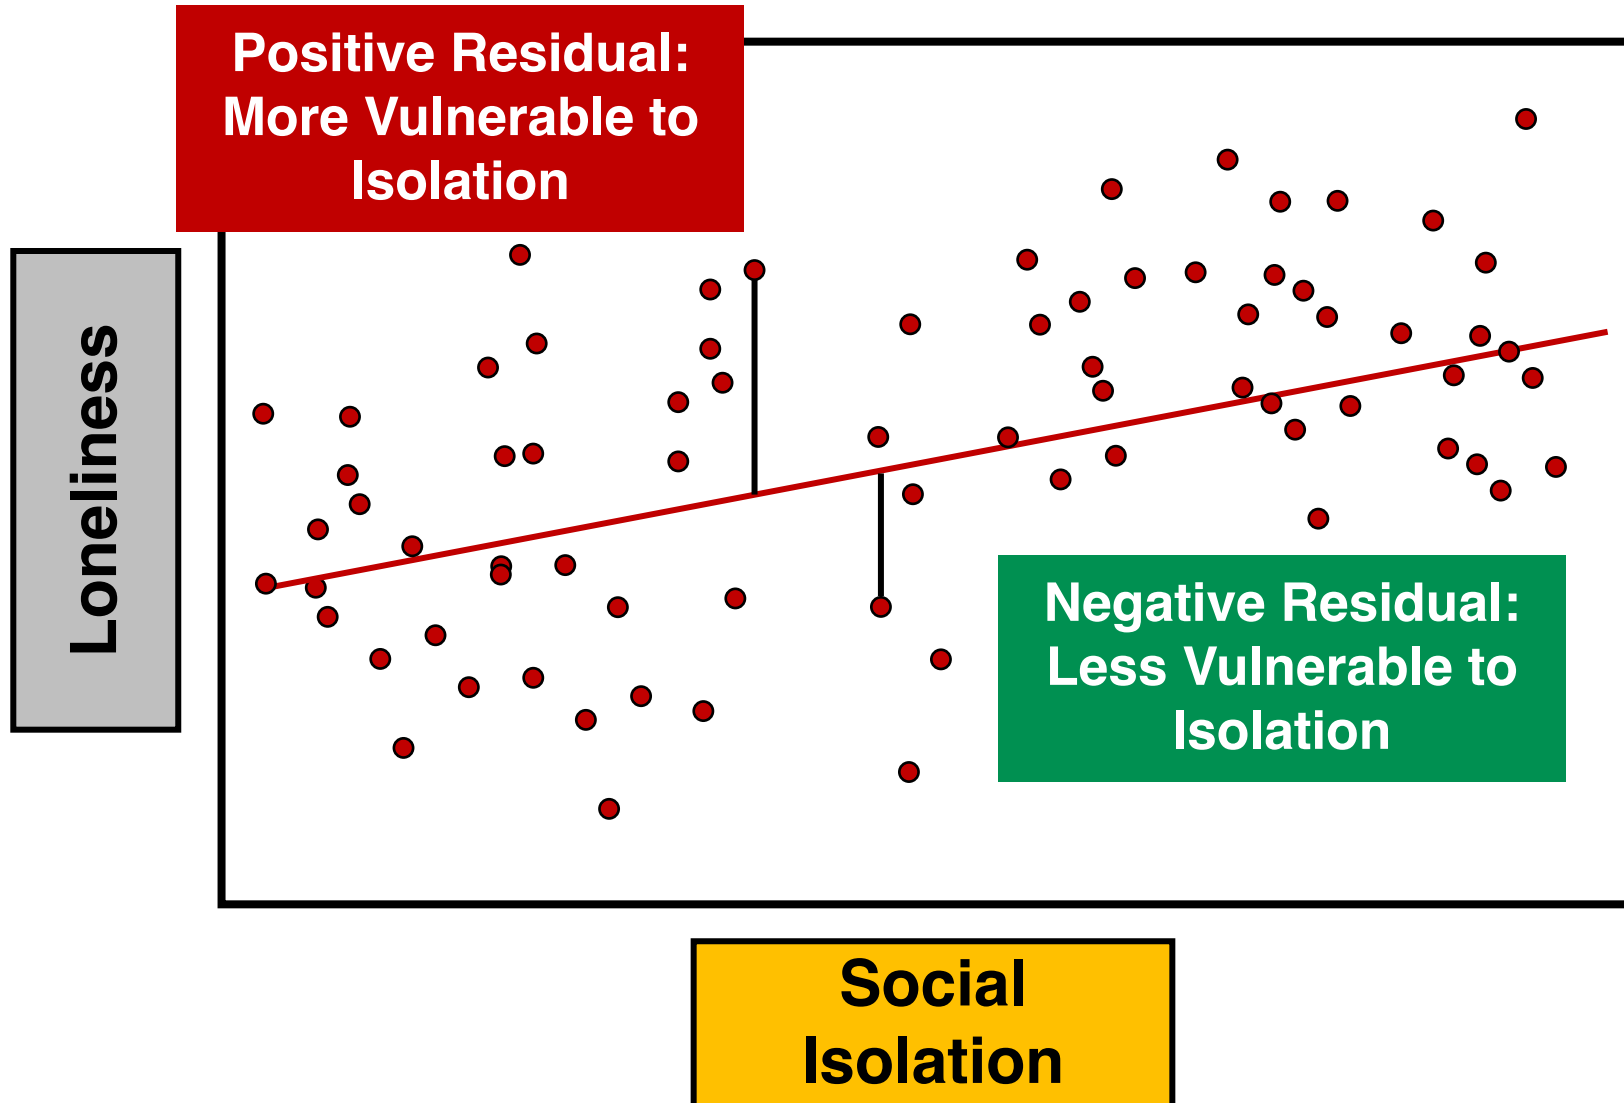 Positive Residual:
More Vulnerable to
Isolation
Loneliness
Negative Residual:
Less Vulnerable to
Isolation
Social
Isolation